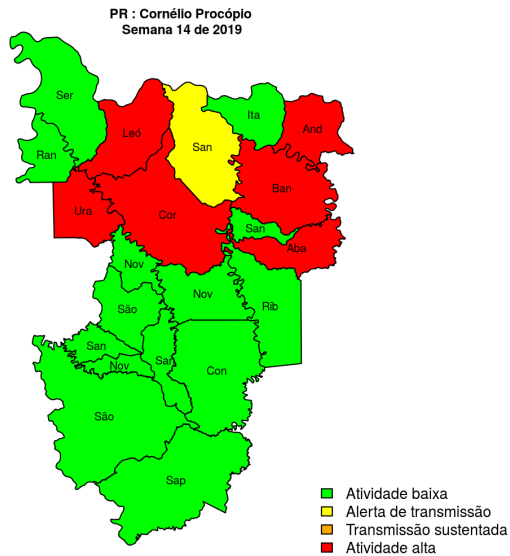 PR : Cornélio Procópio
Semana 14 de 2019
Ser
Ita
And
Leó
San
Ran
Ban
Ura
Cor
San
Aba
Nov
Nov
Rib
São
San
San
Nov
Con
São
Sap
Atividade baixa
Alerta de transmissão
Transmissão sustentada
Atividade alta